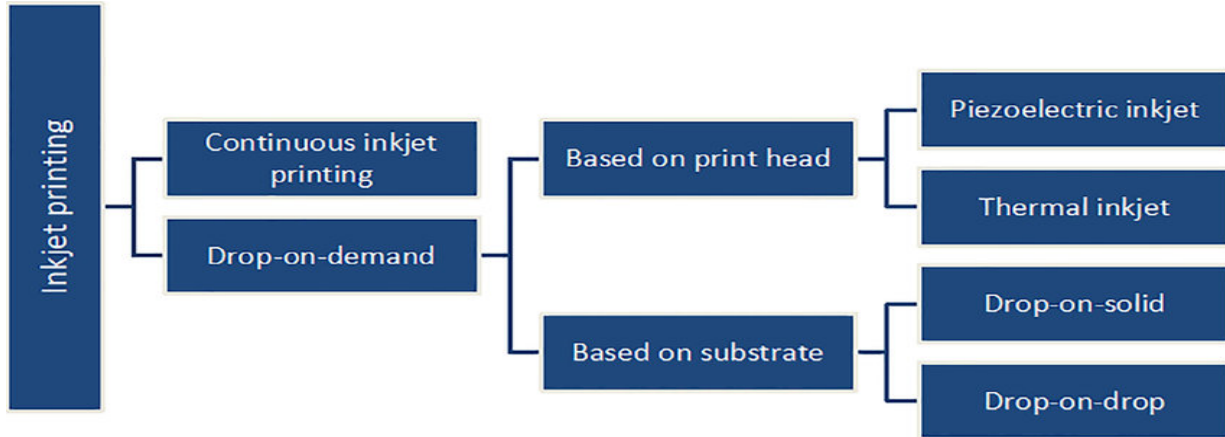 Inkjet printing
Continuous inkjet
printing
Drop-on-demand
Based on print head
Based on substrate
Piezoelectric inkjet
Thermal inkjet
Drop-on-solid
Drop-on-drop